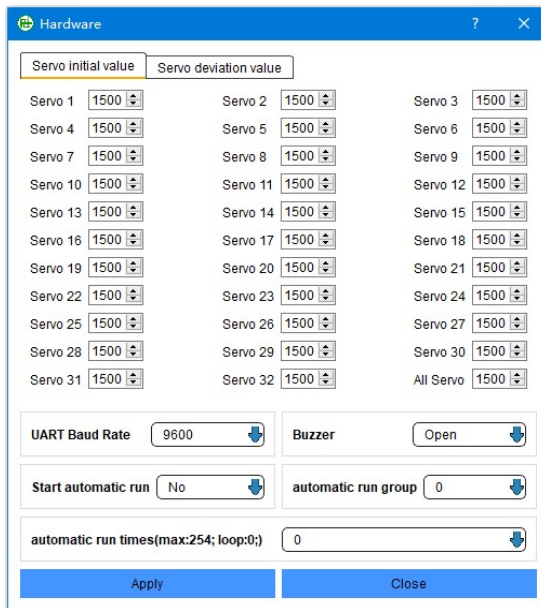 Hardware ? ×
Servo initial value Servo deviation value
Servo 1 1500 Servo 2 1500 Servo 3 1500
Servo 4 1500 Servo 5 1500 Servo 6 1500
Servo 7 1500 Servo 8 1500 Servo 9 1500
Servo 10 1500 Servo 11 1500 Servo 12 1500
Servo 13 1500 Servo 14 1500 Servo 15 1500
Servo 16 1500 Servo 17 1500 Servo 18 1500
Servo 19 1500 Servo 20 1500 Servo 21 1500
Servo 22 1500 Servo 23 1500 Servo 24 1500
Servo 25 1500 Servo 26 1500 Servo 27 1500
Servo 28 1500 Servo 29 1500 Servo 30 1500
Servo 31 1500 Servo 32 1500 All Servo 1500
UART Baud Rate 9600 Buzzer Open
Start automatic run No automatic run group 0
automatic run times(max:254; loop:0;) 0
Apply Close